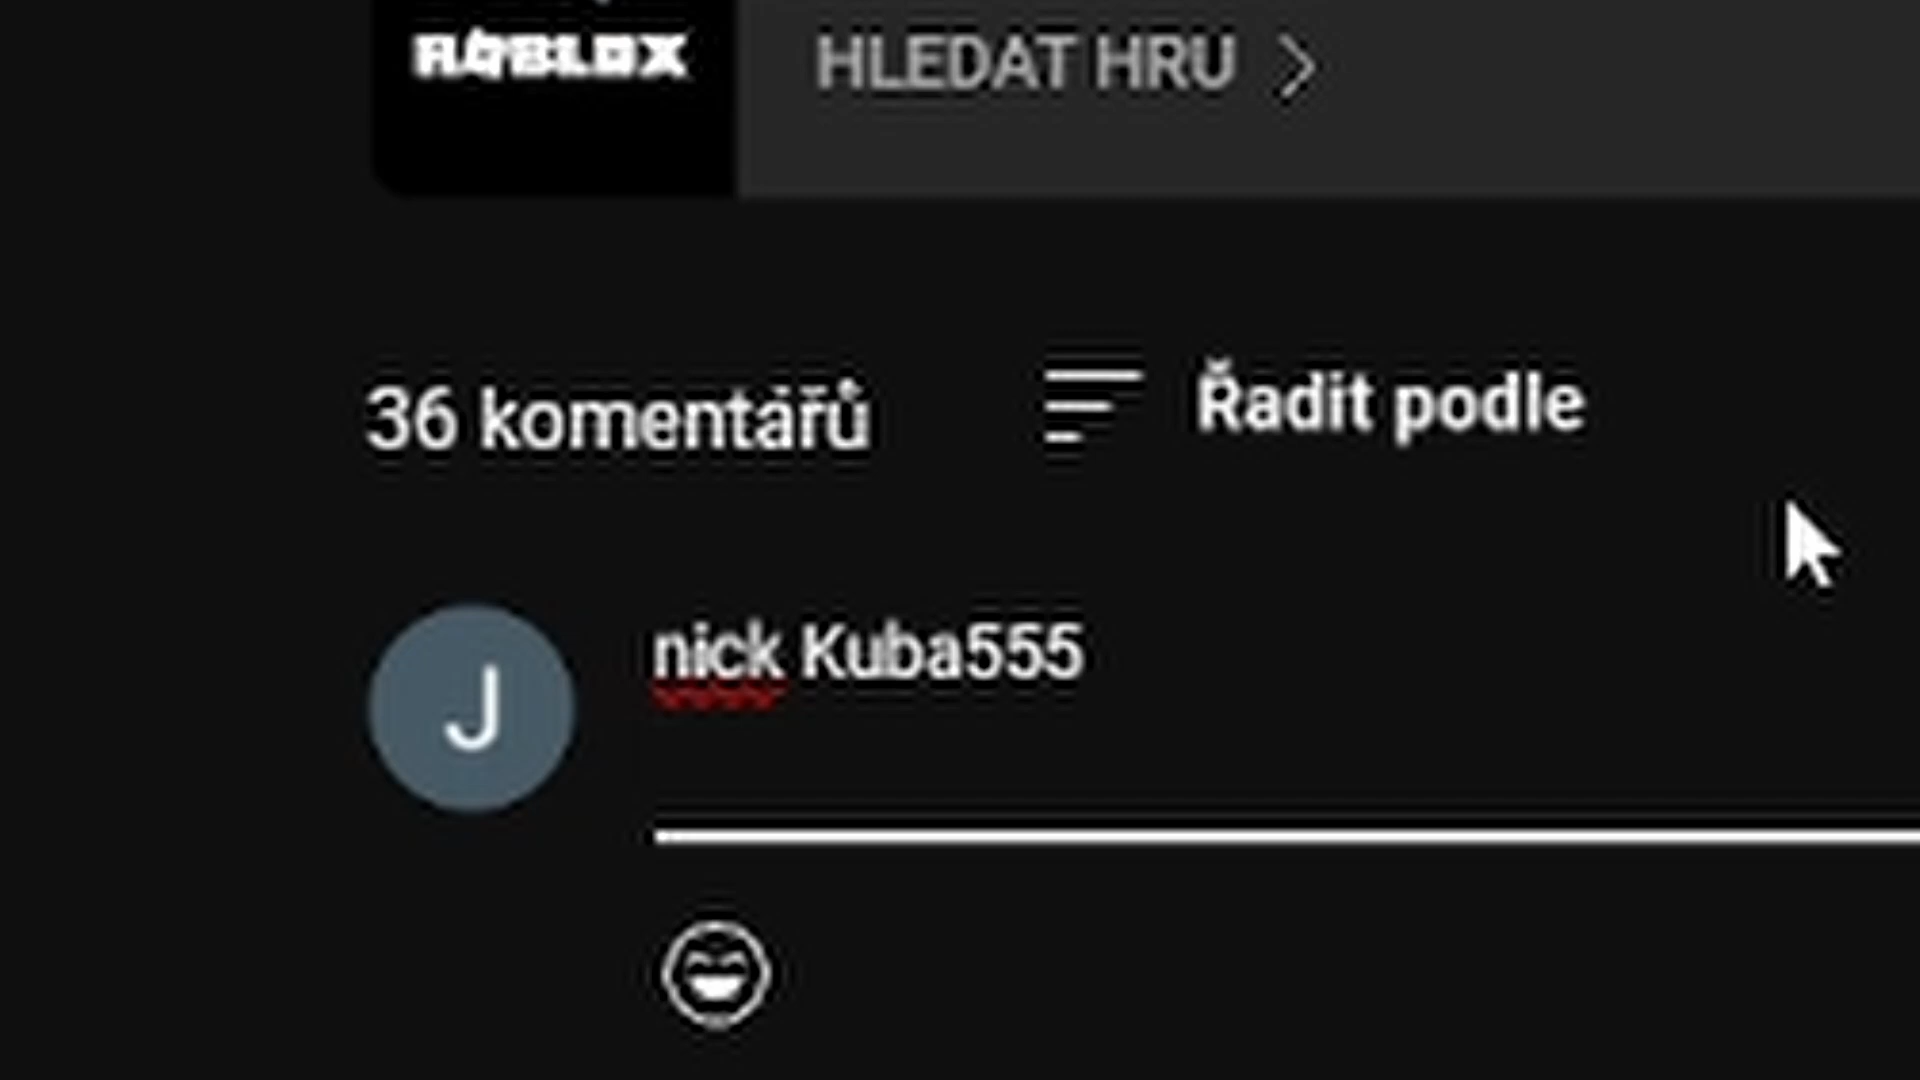 ROBLOX
HLEDAT HRU
36 komentářů
Řadit podle
J
nick Kuba555